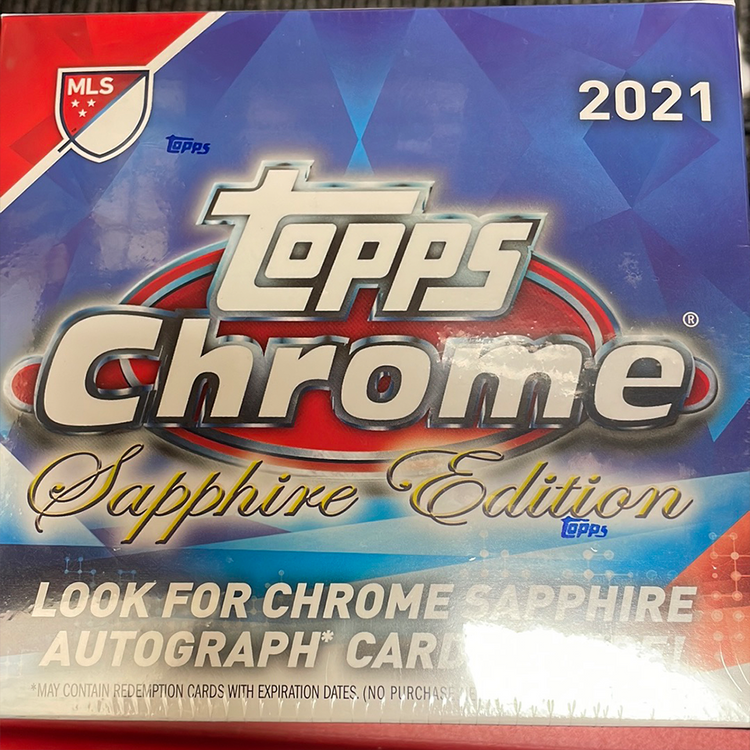 MLS
2021
topps
topps
Chrome®
Sapphire Edition
topps
LOOK FOR CHROME SAPPHIRE
AUTOGRAPH* CARD
*MAY CONTAIN REDEMPTION CARDS WITH EXPIRATION DATES. (NO PURCHASE